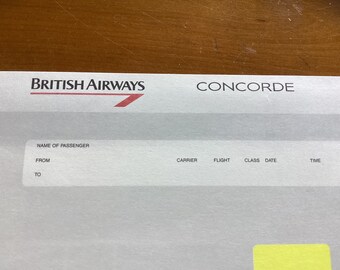 BRITISH AIRWAYS CONCORDE
NAME OF PASSENGER
FROM CARRIER FLIGHT CLASS DATE TIME
TO